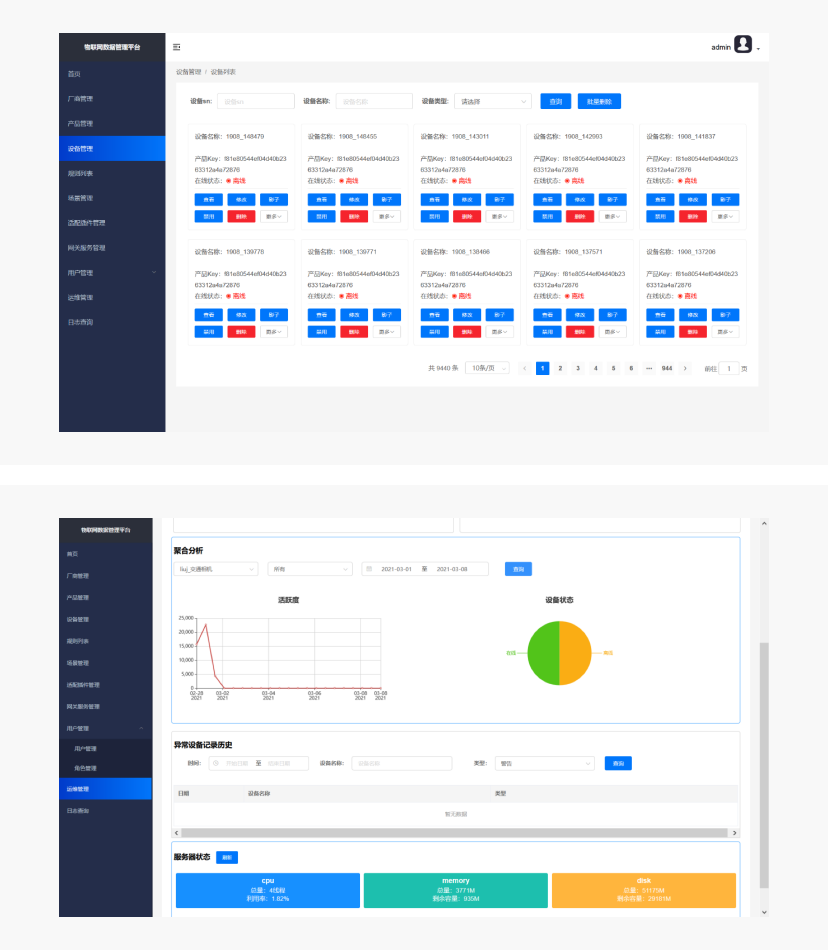 物联网数据管理平台
admin
首页
厂商管理
产品管理
设备管理
规则列表
场景管理
适配插件管理
网关服务管理
用户管理
运维管理
日志查询
设备管理 / 设备列表
设备sn: 设备sn 设备名称: 设备名称 设备类型: 请选择 查询 批量删除
设备名称: 1908_148479 设备名称: 1908_148455 设备名称: 1908_143011 设备名称: 1908_142993 设备名称: 1908_141837
产品Key: f81e80544ef04d40b23 产品Key: f81e80544ef04d40b23 产品Key: f81e80544ef04d40b23 产品Key: f81e80544ef04d40b23 产品Key: f81e80544ef04d40b23
63312a4a72876 63312a4a72876 63312a4a72876 63312a4a72876 63312a4a72876
在线状态: 离线 在线状态: 离线 在线状态: 离线 在线状态: 离线 在线状态: 离线
查看 修改 影子 查看 修改 影子 查看 修改 影子 查看 修改 影子 查看 修改 影子
禁用 删除 更多 禁用 删除 更多 禁用 删除 更多 禁用 删除 更多 禁用 删除 更多
设备名称: 1908_139778 设备名称: 1908_139771 设备名称: 1908_138466 设备名称: 1908_137571 设备名称: 1908_137206
产品Key: f81e80544ef04d40b23 产品Key: f81e80544ef04d40b23 产品Key: f81e80544ef04d40b23 产品Key: f81e80544ef04d40b23 产品Key: f81e80544ef04d40b23
63312a4a72876 63312a4a72876 63312a4a72876 63312a4a72876 63312a4a72876
在线状态: 离线 在线状态: 离线 在线状态: 离线 在线状态: 离线 在线状态: 离线
查看 修改 影子 查看 修改 影子 查看 修改 影子 查看 修改 影子 查看 修改 影子
禁用 删除 更多 禁用 删除 更多 禁用 删除 更多 禁用 删除 更多 禁用 删除 更多
共 9440 条 10条/页 1 2 3 4 5 6 ··· 944 前往 1 页
物联网数据管理平台
首页
厂商管理
产品管理
设备管理
规则列表
场景管理
适配插件管理
网关服务管理
用户管理
用户管理
角色管理
运维管理
日志查询
聚合分析
liuj_交通相机 所有 2021-03-01 至 2021-03-08 查询
活跃度
25,000
20,000
15,000
10,000
5,000
0
02-28 2021 03-02 2021 03-04 2021 03-06 2021 03-08 2021 03-08 2021
设备状态
在线 离线
异常设备记录历史
时间: 开始日期 至 结束日期 设备名称: 设备名称 类型: 警告 查询
日期 设备名称 类型
暂无数据
服务器状态 刷新
cpu
总量: 4线程
利用率: 1.82%
memory
总量: 3771M
剩余容量: 935M
disk
总量: 51175M
剩余容量: 29191M